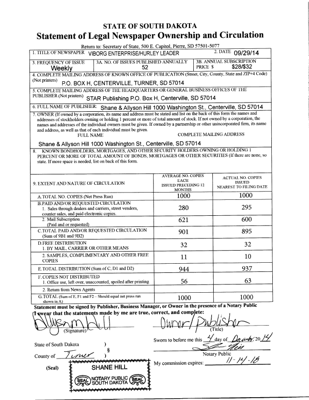 STATE OF SOUTH DAKOTA
Statement of Legal Newspaper Ownership and Circulation
Return to: Secretary of State, 500 E. Capitol, Pierre, SD 57501-5077
1. TITLE OF NEWSPAPER VIBORG ENTERPRISE/HURLEY LEADER 2. DATE 09/29/14
3. FREQUENCY OF ISSUE Weekly 3A. NO. OF ISSUES PUBLISHED ANNUALLY 52 3B. ANNUAL SUBSCRIPTION PRICE $ $28/$32
4. COMPLETE MAILING ADDRESS OF KNOWN OFFICE OF PUBLICATION (Street, City, County, State and ZIP+4 Code)
(Not printers) P.O. BOX H, CENTERVILLE, TURNER, SD 57014
5. COMPLETE MAILING ADDRESS OF THE HEADQUARTERS OR GENERAL BUSINESS OFFICES OF THE
PUBLISHER (Not printer) STAR Publishing P.O. Box H, Centerville, SD 57014
6. FULL NAME OF PUBLISHER Shane & Allyson Hill 1000 Washington St., Centerville, SD 57014
7. OWNER (If owned by a corporation, its name and address must be stated and list on the back of this form the names and
addresses of stockholders owning or holding 1 percent or more of total amount of stock. If not owned by a corporation, the
names and addresses of the individual owners must be given. If owned by a partnership or other unincorporated firm, its name
and address, as well as that of each individual must be given.
FULL NAME COMPLETE MAILING ADDRESS
Shane & Allyson Hill 1000 Washington St., Centerville, SD 57014
8. KNOWN BONDHOLDERS, MORTGAGES, AND OTHER SECURITY HOLDERS OWNING OR HOLDING 1
PERCENT OR MORE OF TOTAL AMOUNT OF BONDS, MORTGAGES OR OTHER SECURITIES (If there are none, so
state. If more space is needed, list on back of this form.
9. EXTENT AND NATURE OF CIRCULATION AVERAGE NO. COPIES EACH ISSUED PRECEDING 12 MONTHS ACTUAL NO. COPIES ISSUED NEAREST TO FILING DATE
A. TOTAL NO. COPIES (Net Press Run) 1000 1000
B. PAID AND/OR REQUESTED CIRCULATION
1. Sales through dealers and carriers, street vendors, counter sales, and paid electronic copies. 280 295
2. Mail Subscription (Paid and or requested) 621 600
C. TOTAL PAID AND/OR REQUESTED CIRCULATION (Sum of 9B1 and 9B2) 901 895
D. FREE DISTRIBUTION
1. BY MAIL, CARRIER OR OTHER MEANS 32 32
2. SAMPLES, COMPLIMENTARY AND OTHER FREE COPIES 11 10
E. TOTAL DISTRIBUTION (Sum of C, D1 and D2) 944 937
F. COPIES NOT DISTRIBUTED
1. Office use, left over, unaccounted, spoiled after printing 56 63
2. Return from News Agents
G. TOTAL (Sum of E, F1 and F2 - Should equal net press run shown in A) 1000 1000
Statement must be signed by Publisher, Business Manager, or Owner in the presence of a Notary Public
I swear that the statements made by me are true, correct, and complete:
Owner/Publisher
(Signature) (Title)
State of South Dakota )
County of Turner )
Sworn to before me this day of
Notary Public
(Seal) My commission expires: 11-14-18
SHANE HILL
NOTARY PUBLIC
SOUTH DAKOTA
SEAL
SEAL